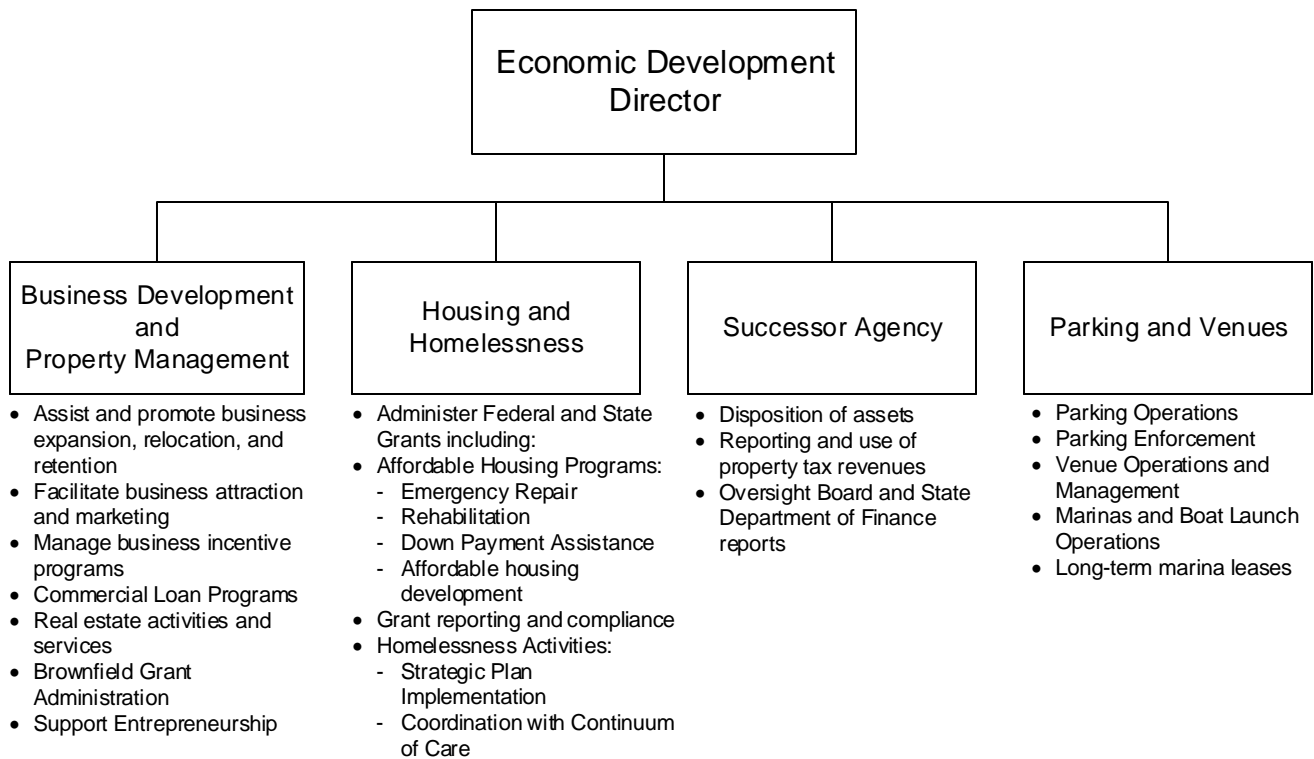 Economic Development
Director
Business Development
and
Property Management
• Assist and promote business
expansion, relocation, and
retention
• Facilitate business attraction
and marketing
• Manage business incentive
programs
• Commercial Loan Programs
• Real estate activities and
services
• Brownfield Grant
Administration
• Support Entrepreneurship
Housing and
Homelessness
• Administer Federal and State
Grants including:
• Affordable Housing Programs:
- Emergency Repair
- Rehabilitation
- Down Payment Assistance
- Affordable housing
development
• Grant reporting and compliance
• Homelessness Activities:
- Strategic Plan
Implementation
- Coordination with Continuum
of Care
Successor Agency
• Disposition of assets
• Reporting and use of
property tax revenues
• Oversight Board and State
Department of Finance
reports
Parking and Venues
• Parking Operations
• Parking Enforcement
• Venue Operations and
Management
• Marinas and Boat Launch
Operations
• Long-term marina leases